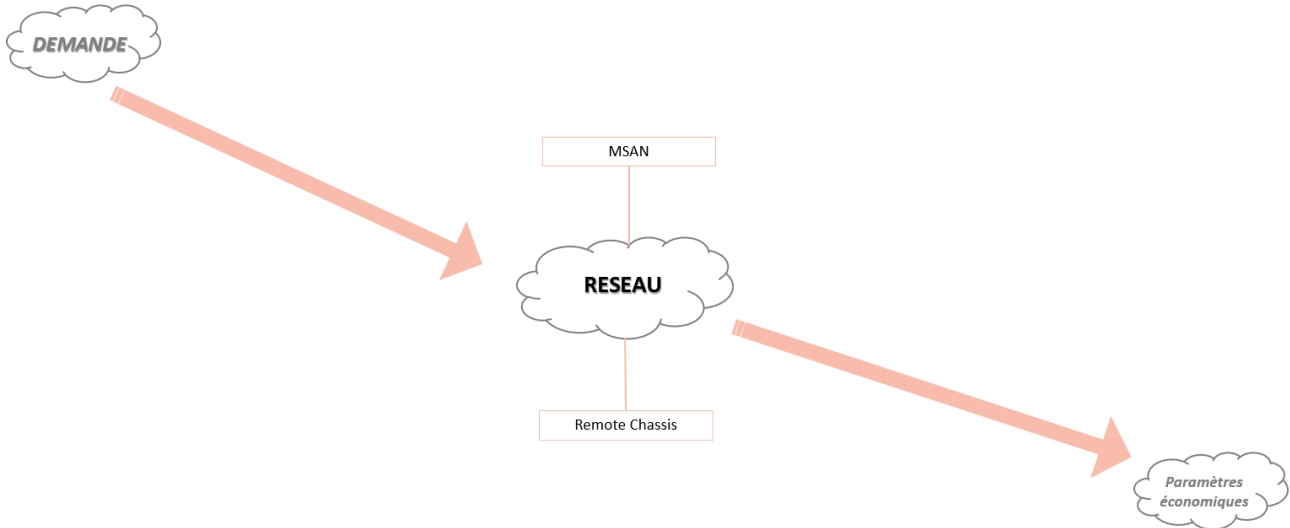 DEMANDE
MSAN
RESEAU
Remote Chassis
Paramètres
économiques